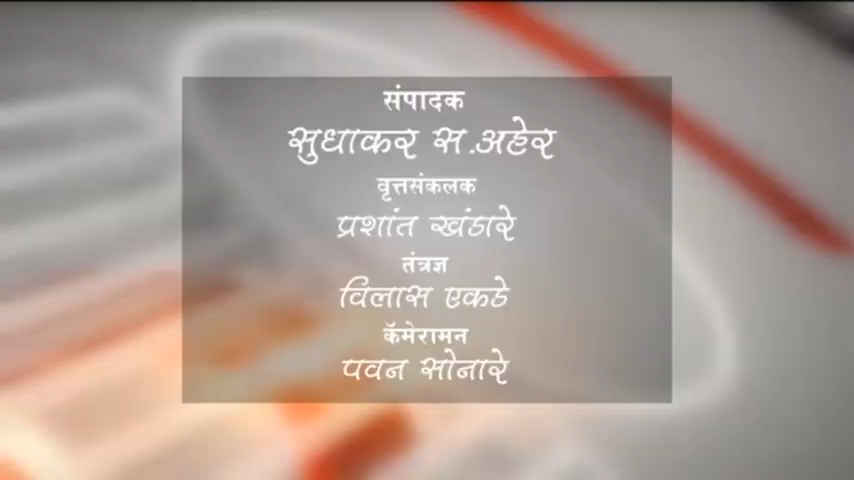 संपादक
सुधाकर स.अहेर
वृत्तसंकलक
प्रशांत खंडारे
तंत्रज्ञ
विलास एकडे
कॅमेरामन
पवन सोनारे